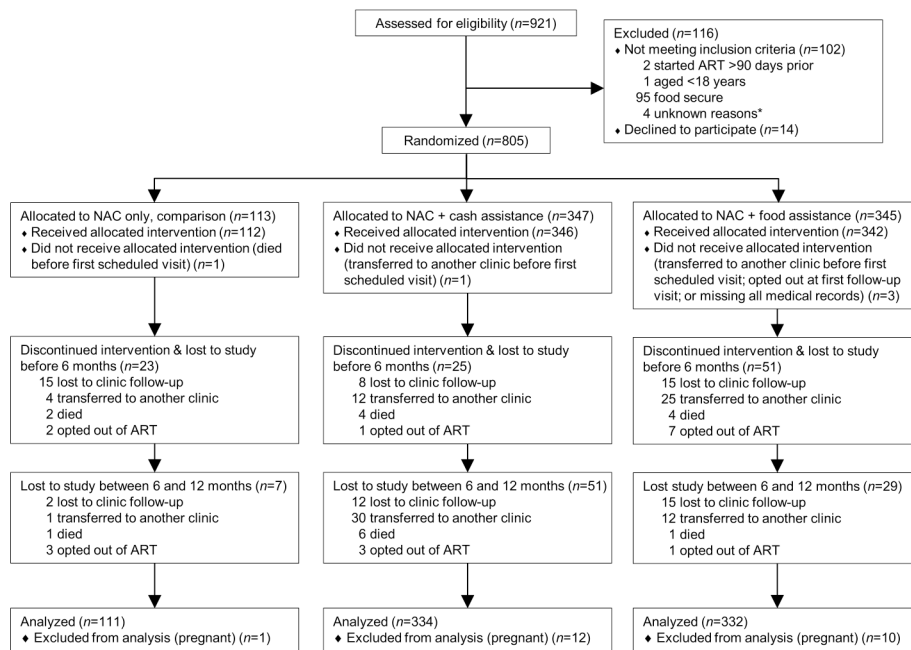 Assessed for eligibility (n=921)
Excluded (n=116)
♦ Not meeting inclusion criteria (n=102)
2 started ART >90 days prior
1 aged <18 years
95 food secure
4 unknown reasons*
♦ Declined to participate (n=14)
Randomized (n=805)
Allocated to NAC only, comparison (n=113)
♦ Received allocated intervention (n=112)
♦ Did not receive allocated intervention (died
before first scheduled visit) (n=1)
Allocated to NAC + cash assistance (n=347)
♦ Received allocated intervention (n=346)
♦ Did not receive allocated intervention
(transferred to another clinic before first
scheduled visit) (n=1)
Allocated to NAC + food assistance (n=345)
♦ Received allocated intervention (n=342)
♦ Did not receive allocated intervention
(transferred to another clinic before first
scheduled visit; opted out at first follow-up
visit; or missing all medical records) (n=3)
Discontinued intervention & lost to study
before 6 months (n=23)
15 lost to clinic follow-up
4 transferred to another clinic
2 died
2 opted out of ART
Discontinued intervention & lost to study
before 6 months (n=25)
8 lost to clinic follow-up
12 transferred to another clinic
4 died
1 opted out of ART
Discontinued intervention & lost to study
before 6 months (n=51)
15 lost to clinic follow-up
25 transferred to another clinic
4 died
7 opted out of ART
Lost to study between 6 and 12 months (n=7)
2 lost to clinic follow-up
1 transferred to another clinic
1 died
3 opted out of ART
Lost to study between 6 and 12 months (n=51)
12 lost to clinic follow-up
30 transferred to another clinic
6 died
3 opted out of ART
Lost study between 6 and 12 months (n=29)
15 lost to clinic follow-up
12 transferred to another clinic
1 died
1 opted out of ART
Analyzed (n=111)
♦ Excluded from analysis (pregnant) (n=1)
Analyzed (n=334)
♦ Excluded from analysis (pregnant) (n=12)
Analyzed (n=332)
♦ Excluded from analysis (pregnant) (n=10)